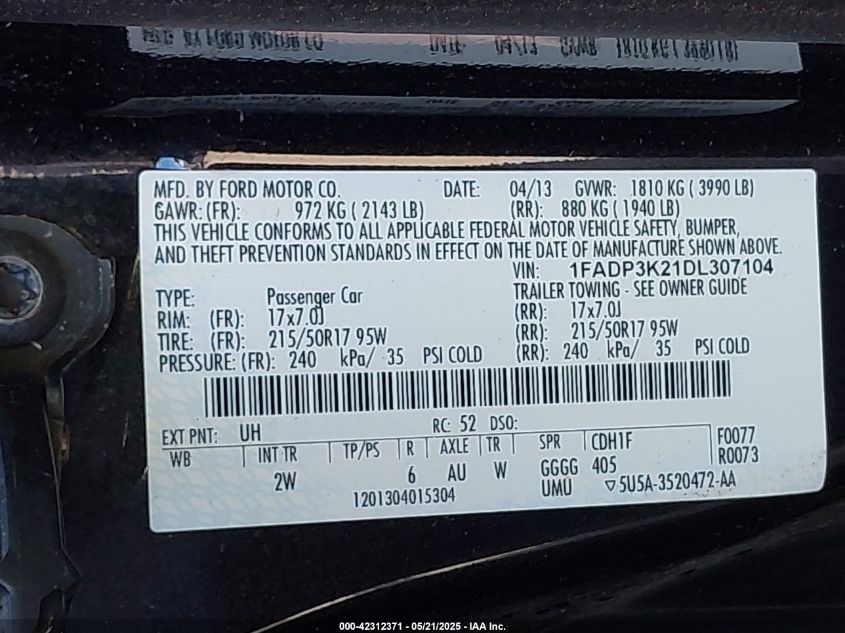 MFD. BY FORD MOTOR CO. DATE: 04/13 GVWR: 1810 KG ( 3990 LB)
GAWR: (FR): 972 KG ( 2143 LB) (RR): 880 KG ( 1940 LB)
THIS VEHICLE CONFORMS TO ALL APPLICABLE FEDERAL MOTOR VEHICLE SAFETY, BUMPER,
AND THEFT PREVENTION STANDARDS IN EFFECT ON THE DATE OF MANUFACTURE SHOWN ABOVE.
VIN: 1FADP3K21DL307104
TYPE: Passenger Car TRAILER TOWING - SEE OWNER GUIDE
RIM: (FR): 17x7.0J (RR): 17x7.0J
TIRE: (FR): 215/50R17 95W (RR): 215/50R17 95W
PRESSURE: (FR): 240 kPa/ 35 PSI COLD (RR): 240 kPa/ 35 PSI COLD
EXT PNT: UH RC: 52 DSO:
WB INT TR TP/PS R AXLE TR SPR CDH1F F0077
2W 6 AU W GGGG 405 R0073
1201304015304 UMU ▽5U5A-3520472-AA
000-42312371 - 05/21/2025 - IAA Inc.